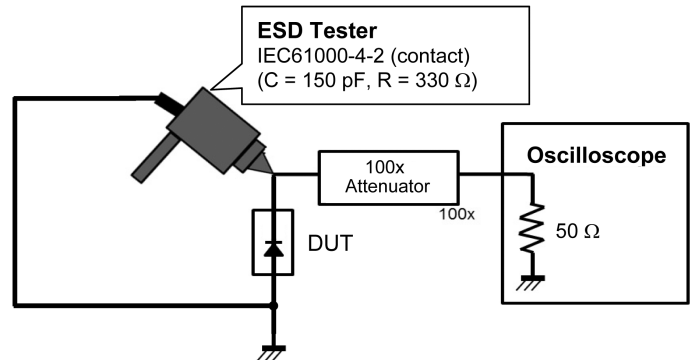 ESD Tester
IEC61000-4-2 (contact)
(C = 150 pF, R = 330 Ω)
100x
Attenuator
100x
Oscilloscope
50 Ω
DUT